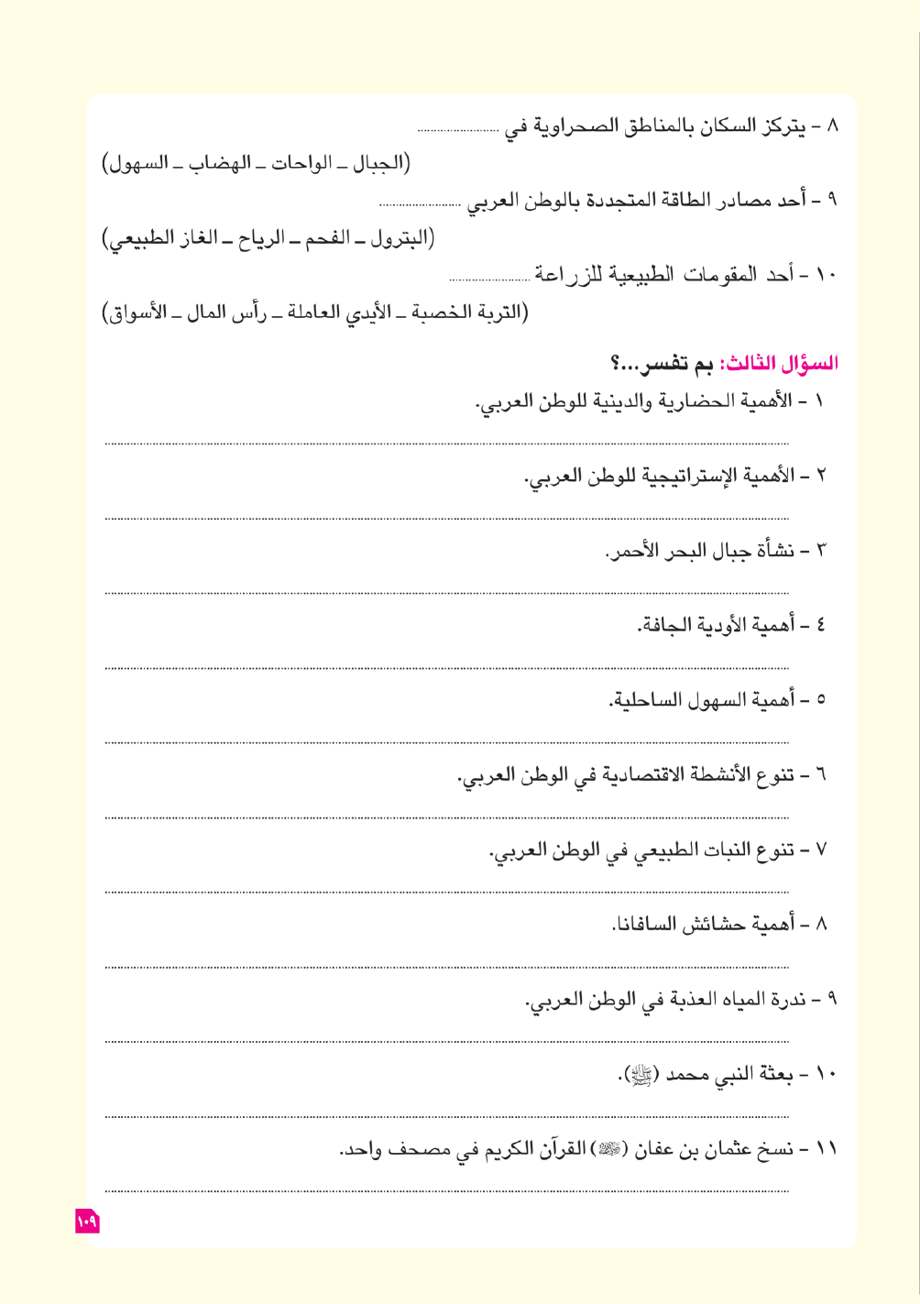 ٨ - يتركز السكان بالمناطق الصحراوية في .........................
(الجبال ـ الواحات ـ الهضاب ـ السهول)
٩ - أحد مصادر الطاقة المتجددة بالوطن العربي .........................
(البترول ـ الفحم ـ الرياح ـ الغاز الطبيعي)
١٠ - أحد المقومات الطبيعية للزراعة .........................
(التربة الخصبة ـ الأيدي العاملة ـ رأس المال ـ الأسواق)
السؤال الثالث: بم تفسر...؟
١ - الأهمية الحضارية والدينية للوطن العربي.
٢ - الأهمية الإستراتيجية للوطن العربي.
٣ - نشأة جبال البحر الأحمر.
٤ - أهمية الأودية الجافة.
٥ - أهمية السهول الساحلية.
٦ - تنوع الأنشطة الاقتصادية في الوطن العربي.
٧ - تنوع النبات الطبيعي في الوطن العربي.
٨ - أهمية حشائش السافانا.
٩ - ندرة المياه العذبة في الوطن العربي.
١٠ - بعثة النبي محمد (ﷺ).
١١ - نسخ عثمان بن عفان (رضي الله عنه) القرآن الكريم في مصحف واحد.
١٠٩